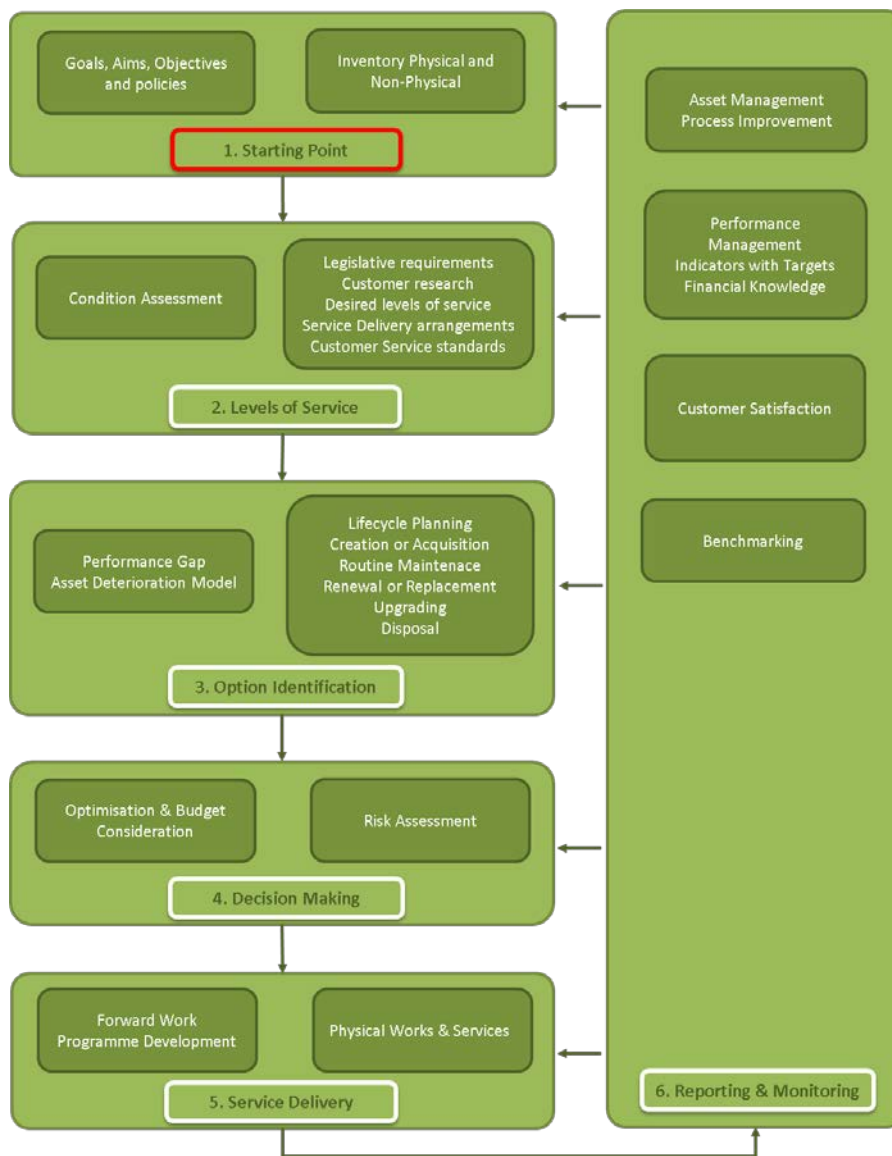 Goals, Aims, Objectives
and policies
Inventory Physical and
Non-Physical
1. Starting Point
Condition Assessment
Legislative requirements
Customer research
Desired levels of service
Service Delivery arrangements
Customer Service standards
2. Levels of Service
Performance Gap
Asset Deterioration Model
Lifecycle Planning
Creation or Acquisition
Routine Maintenace
Renewal or Replacement
Upgrading
Disposal
3. Option Identification
Optimisation & Budget
Consideration
Risk Assessment
4. Decision Making
Forward Work
Programme Development
Physical Works & Services
5. Service Delivery
Asset Management
Process Improvement
Performance
Management
Indicators with Targets
Financial Knowledge
Customer Satisfaction
Benchmarking
6. Reporting & Monitoring